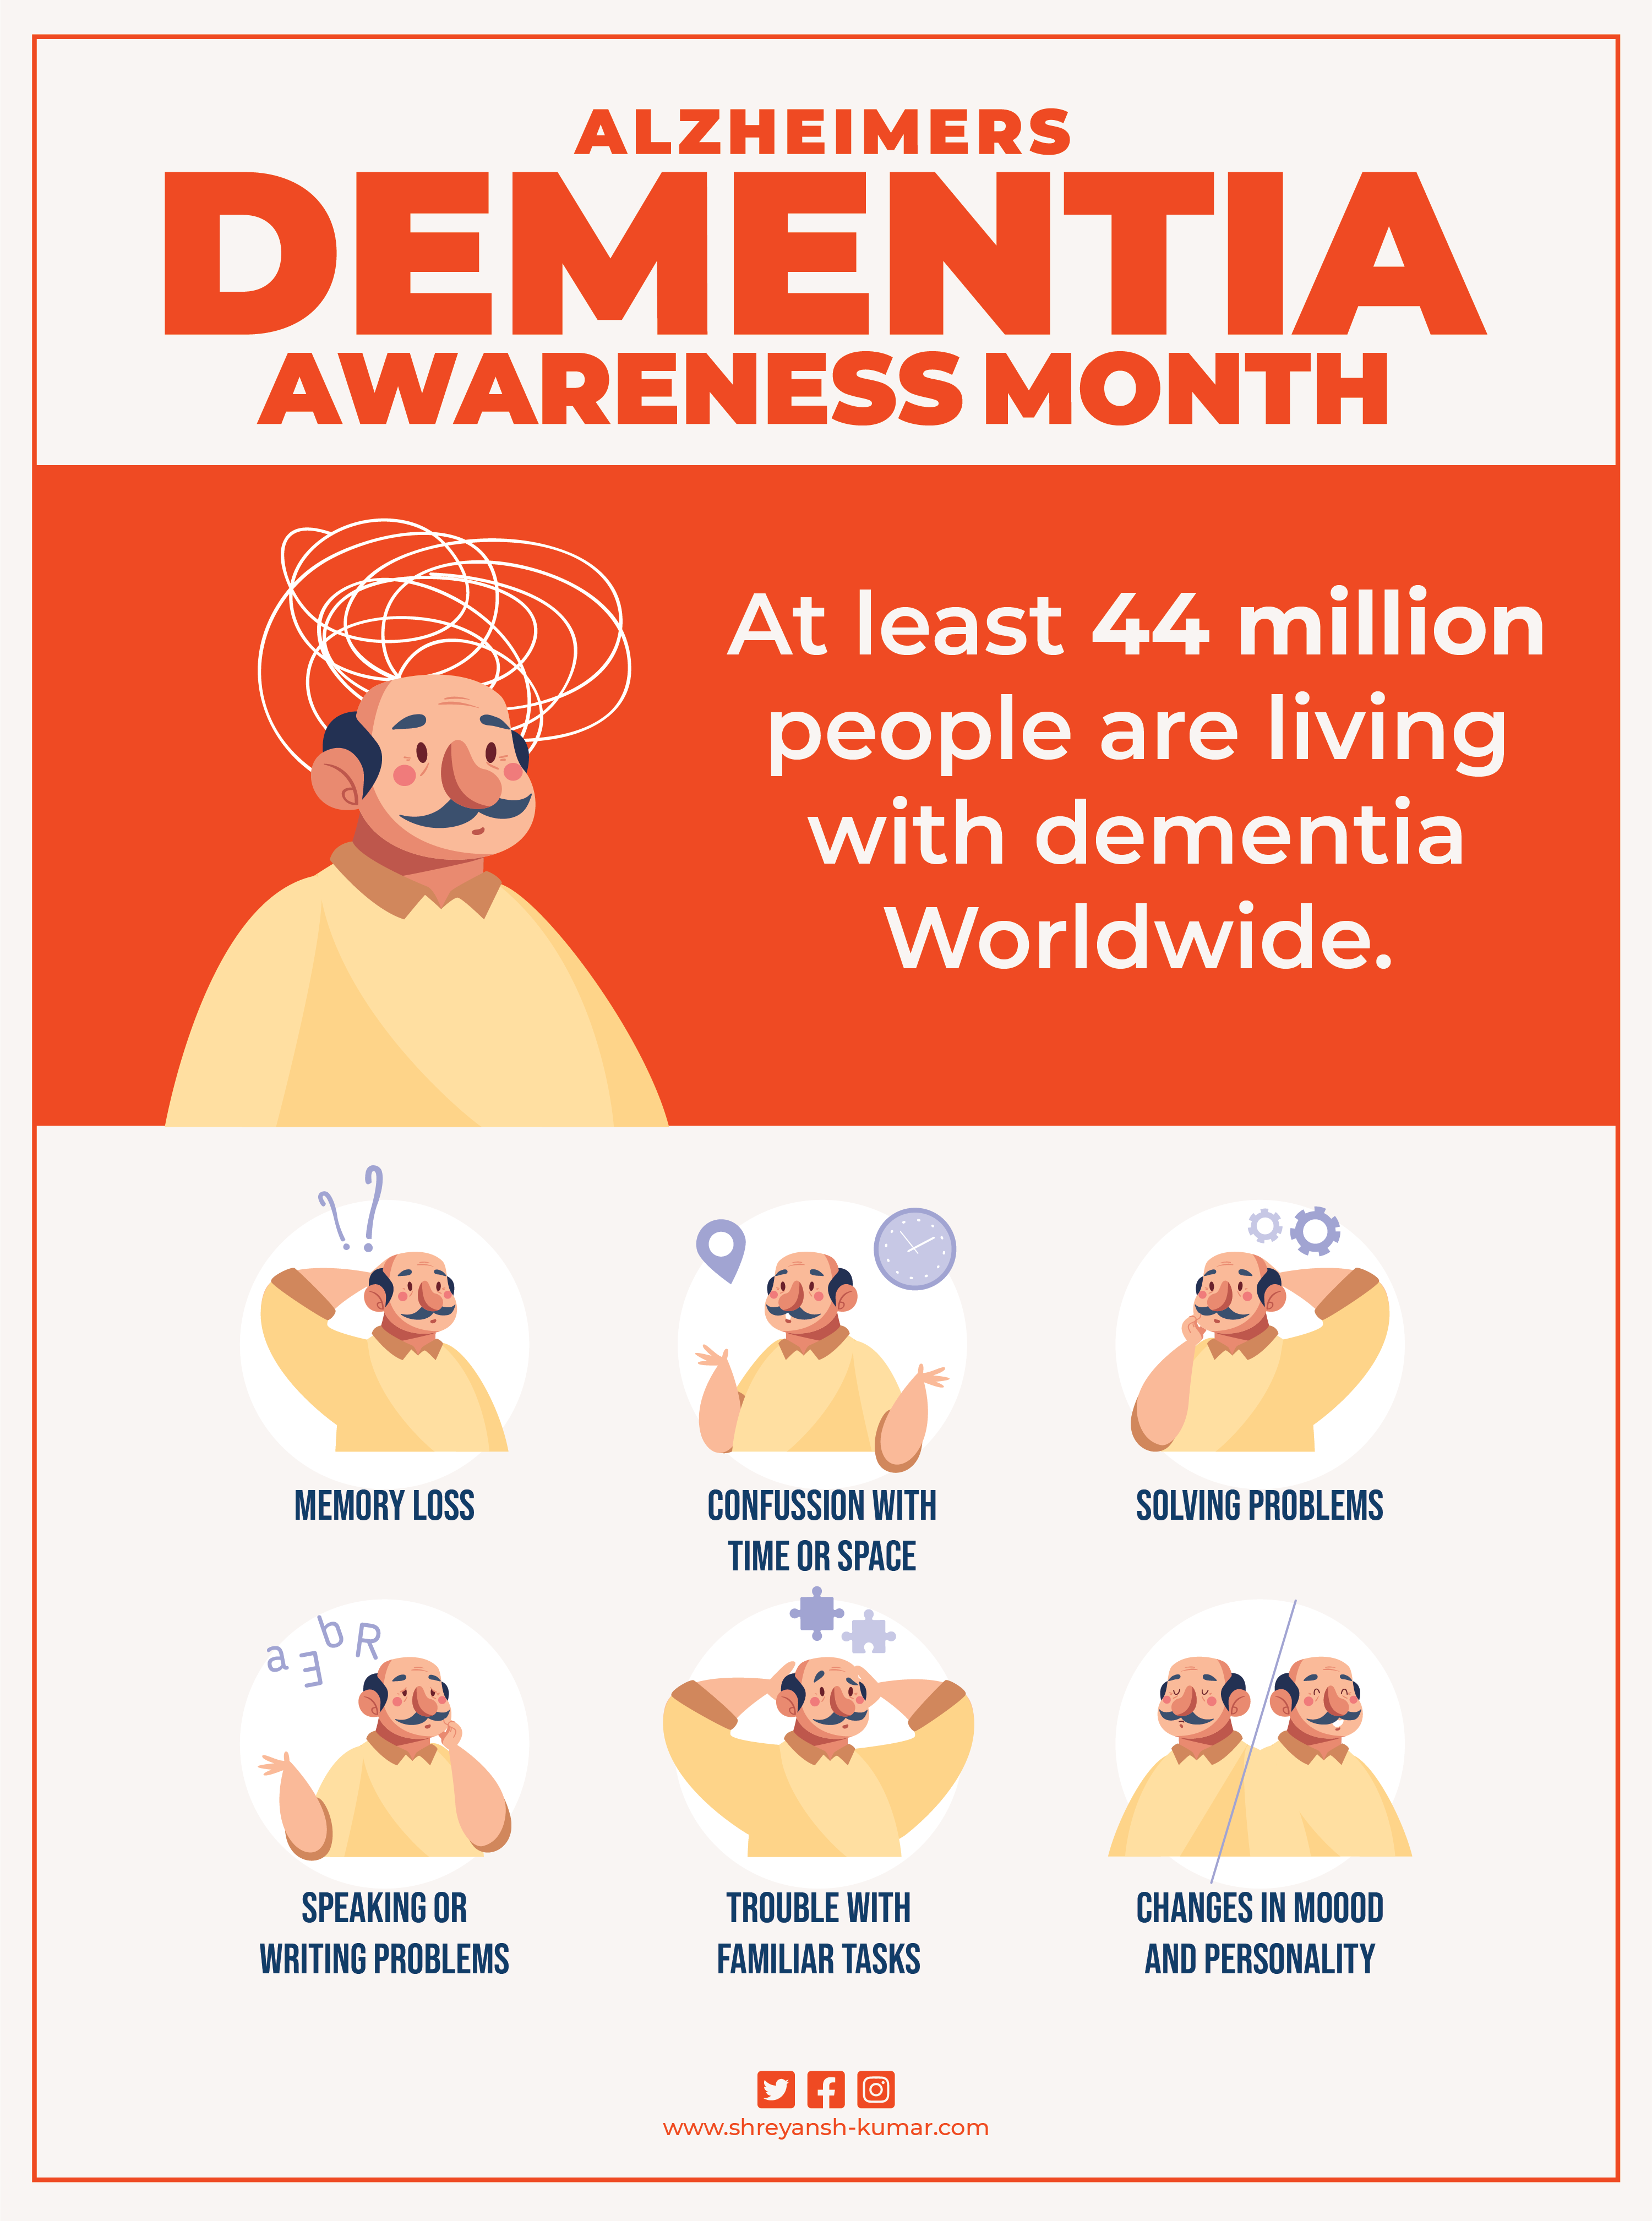 ALZHEIMERS
DEMENTIA
AWARENESS MONTH
At least 44 million
people are living
with dementia
Worldwide.
MEMORY LOSS
CONFUSSION WITH
TIME OR SPACE
SOLVING PROBLEMS
a E b R
SPEAKING OR
WRITING PROBLEMS
TROUBLE WITH
FAMILIAR TASKS
CHANGES IN MOOOD
AND PERSONALITY
www.shreyansh-kumar.com